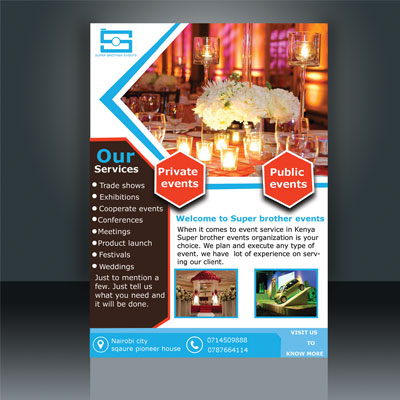 SUPER BROTHER EVENTS
Our
Services
Trade shows
Exhibitions
Cooperate events
Conferences
Meetings
Product launch
Festivals
Weddings
Just to mention a
few. Just tell us
what you need and
it will be done.
Private
events
Public
events
Welcome to Super brother events
When it comes to event service in Kenya
Super brother events organization is your
choice. We plan and execute any type of
event. we have lot of experience on serv-
ing our client.
Nairobi city
sqaure pioneer house
0714509888
0787664114
VISIT US
TO
KNOW MORE